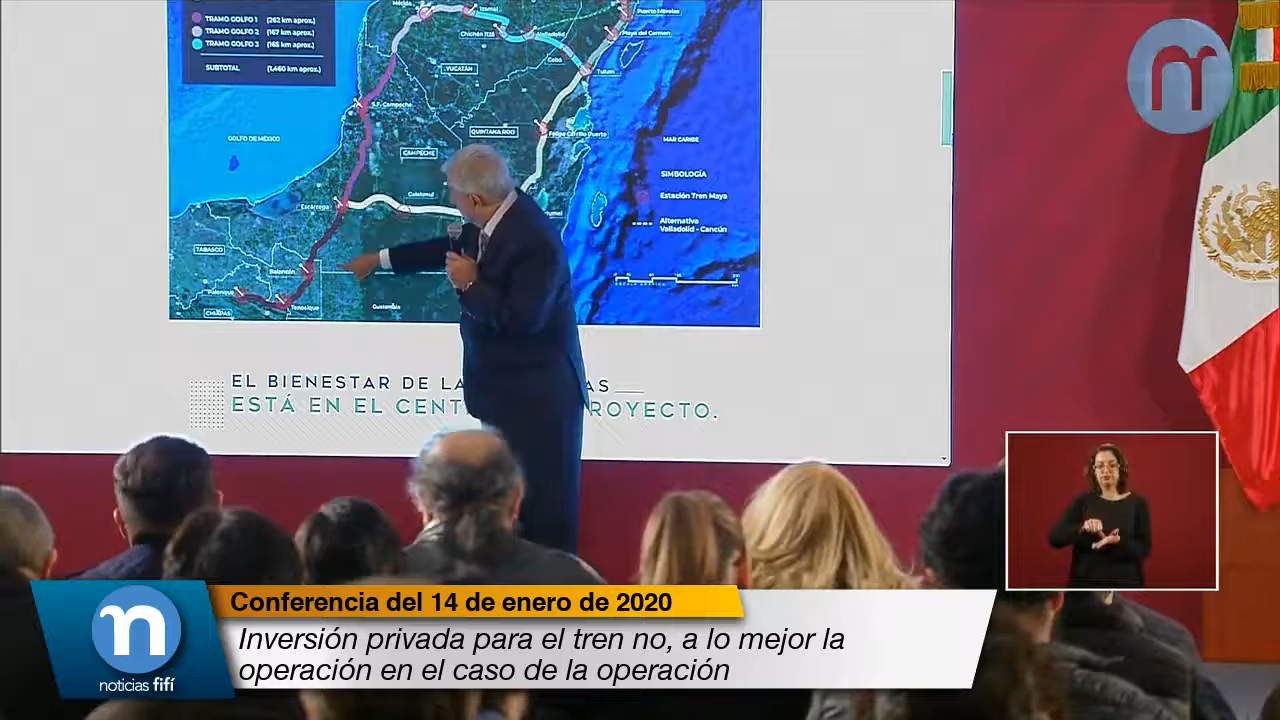 TRAMO GOLFO 1 (262 km aprox.)
TRAMO GOLFO 2 (167 km aprox.)
TRAMO GOLFO 3 (165 km aprox.)
SUBTOTAL (1,460 km aprox.)
Mérida
Izamal
Chichén Itzá
Valladolid
Puerto Morelos
Playa del Carmen
Cobá
Tulum
YUCATÁN
S.F. Campeche
GOLFO DE MÉXICO
QUINTANA ROO
Felipe Carrillo Puerto
MAR CARIBE
CAMPECHE
SIMBOLOGÍA
Estación Tren Maya
Alternativa
Valladolid - Cancún
Escárcega
Calakmul
TABASCO
Balancán
Palenque
Tenosique
CHIAPAS
Guatemala
ESCALA GRÁFICA
EL BIENESTAR DE LA AS
ESTÁ EN EL CENT ROYECTO.
n
Conferencia del 14 de enero de 2020
Inversión privada para el tren no, a lo mejor la
operación en el caso de la operación
n
noticias fifí